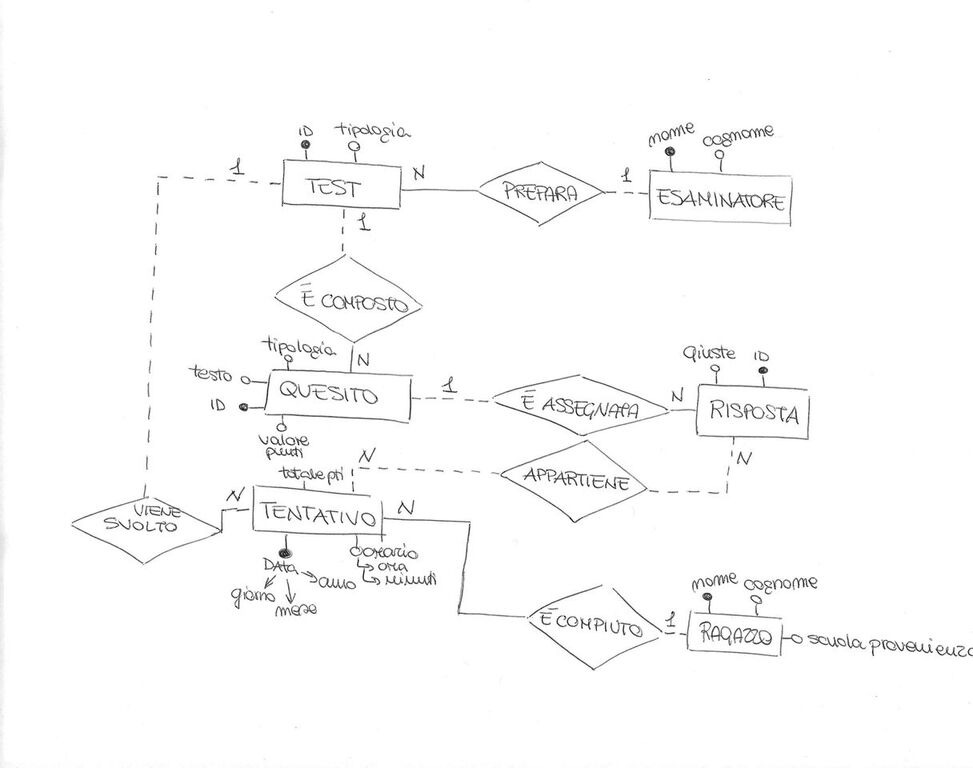 ID tipologia
nome cognome
1
TEST
N
PREPARA
1
ESAMINATORE
1
È COMPOSTO
N
tipologia
testo
ID
QUESITO
valore
punti
1
È ASSEGNATA
N
giuste ID
RISPOSTA
N
APPARTIENE
N
totale pti
TENTATIVO
N
VIENE
SVOLTO
N
orario
ora
minuti
DATA
anno
giorno
mese
È COMPIUTO
1
nome cognome
RAGAZZO
scuola provenienza